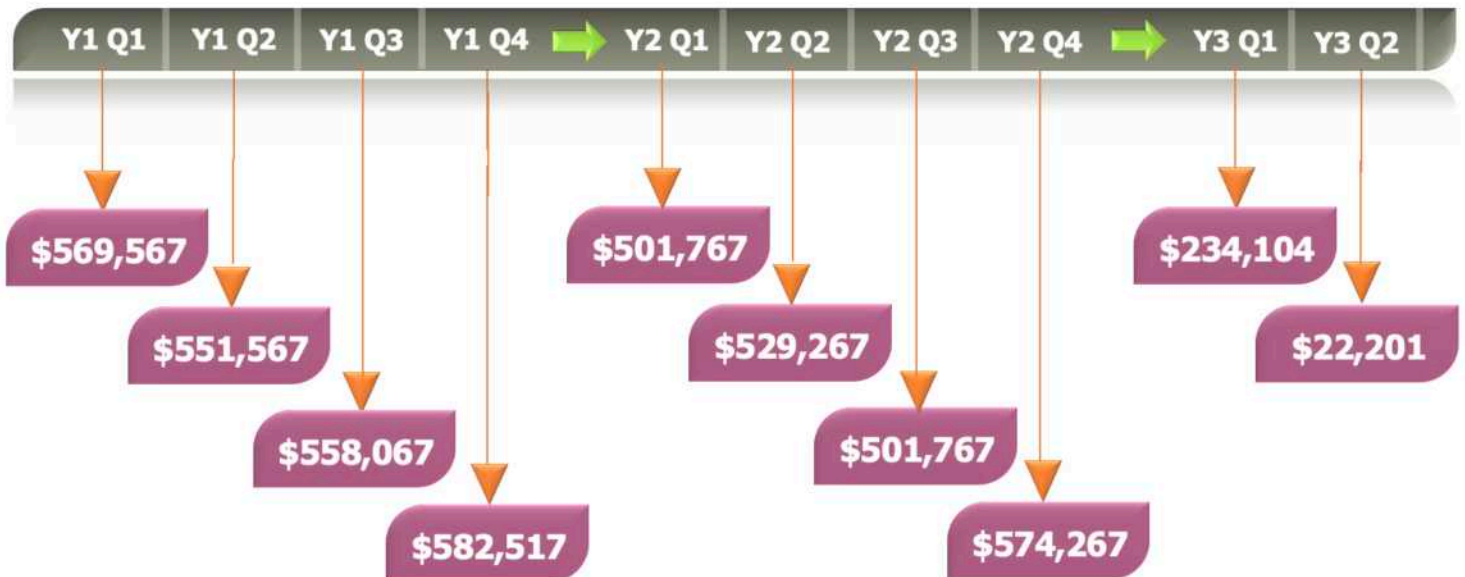 Y1 Q1 Y1 Q2 Y1 Q3 Y1 Q4 Y2 Q1 Y2 Q2 Y2 Q3 Y2 Q4 Y3 Q1 Y3 Q2
$569,567 $501,767 $234,104
$551,567 $529,267 $22,201
$558,067 $501,767
$582,517 $574,267